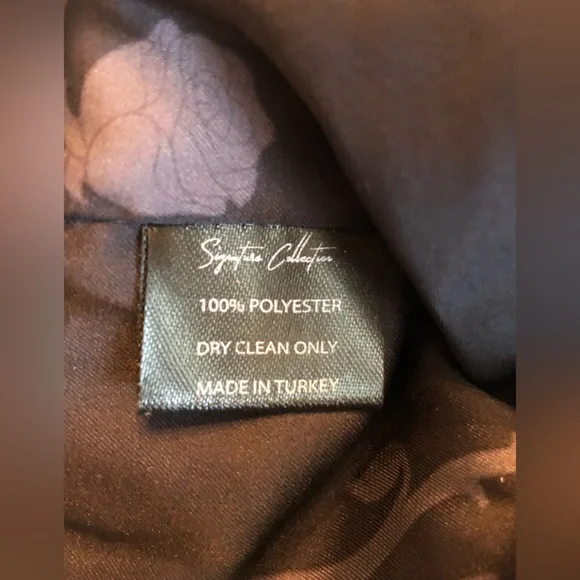 Signature Collection
100% POLYESTER
DRY CLEAN ONLY
MADE IN TURKEY